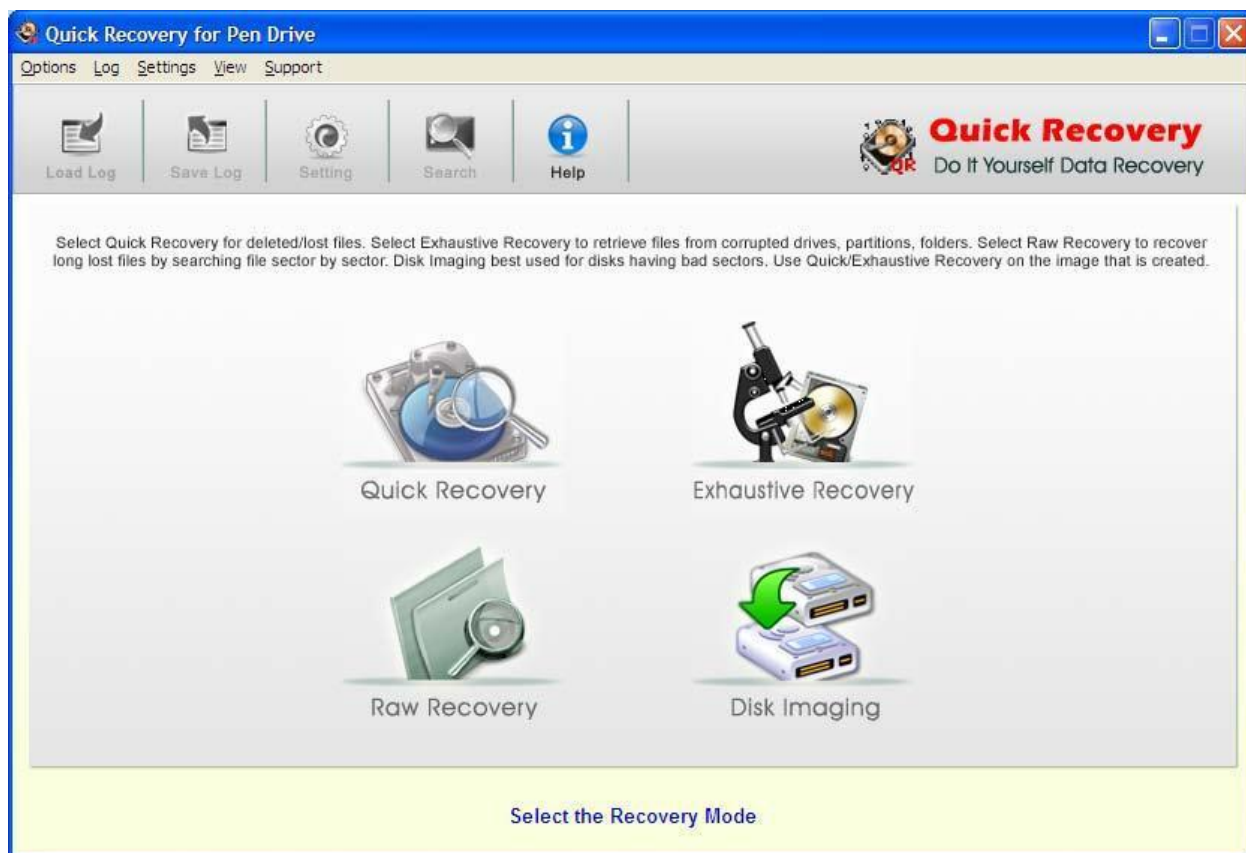 Quick Recovery for Pen Drive
Options Log Settings View Support
Load Log Save Log Setting Search Help
Quick Recovery
QR Do It Yourself Data Recovery
Select Quick Recovery for deleted/lost files. Select Exhaustive Recovery to retrieve files from corrupted drives, partitions, folders. Select Raw Recovery to recover
long lost files by searching file sector by sector. Disk Imaging best used for disks having bad sectors. Use Quick/Exhaustive Recovery on the image that is created.
Quick Recovery Exhaustive Recovery
Raw Recovery Disk Imaging
Select the Recovery Mode